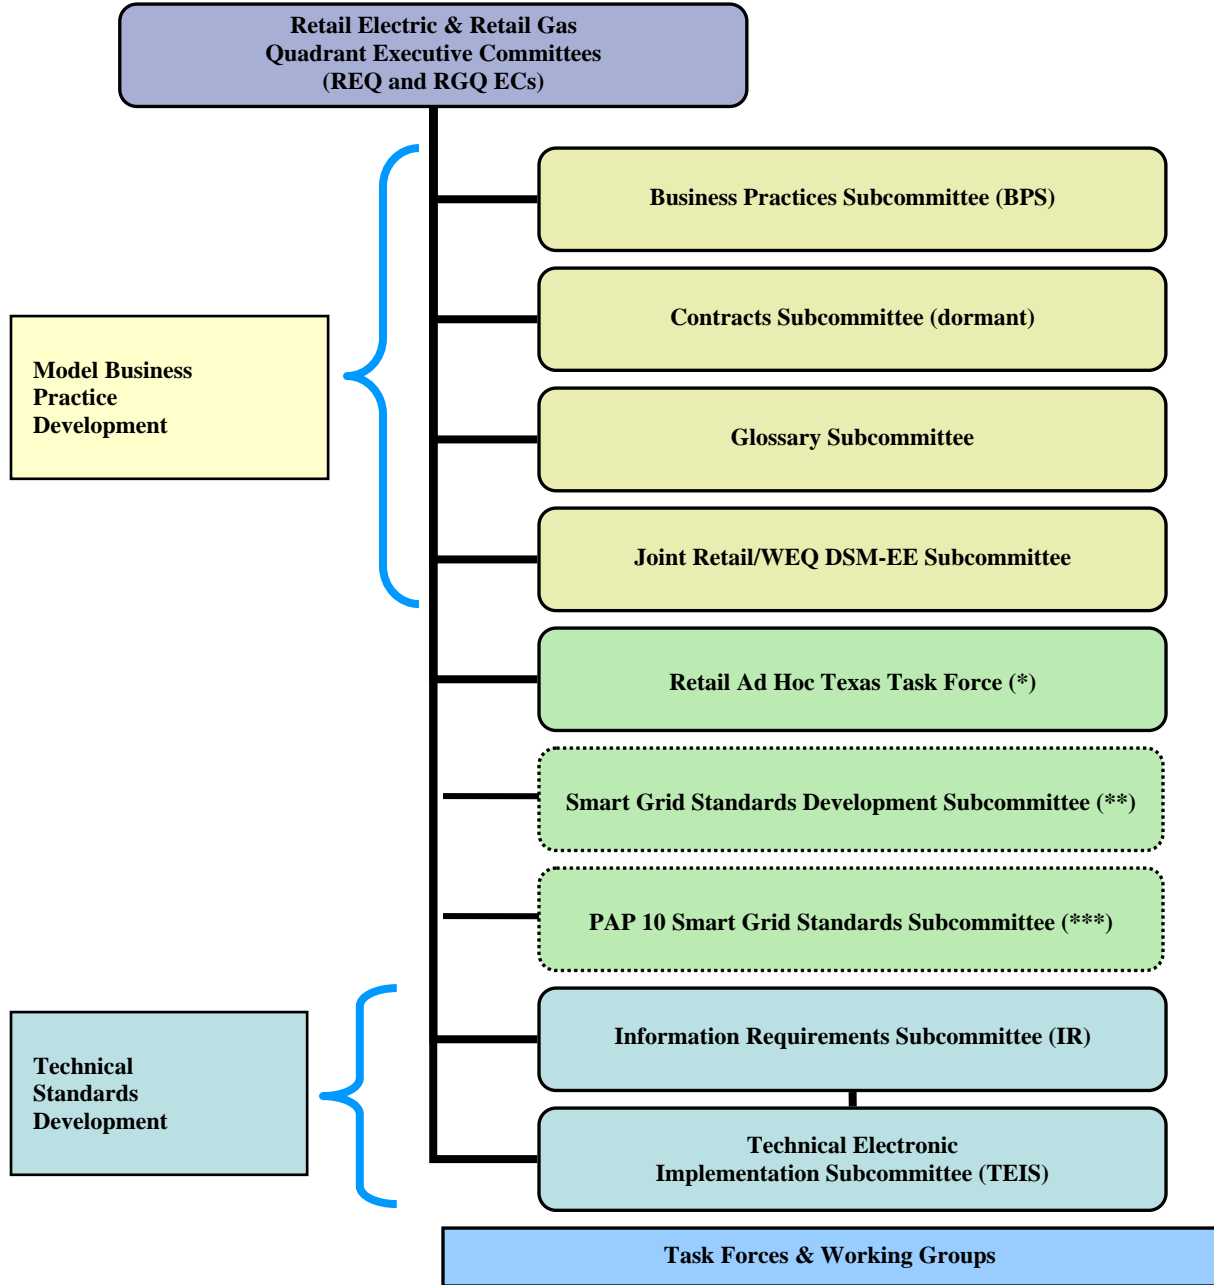 Retail Electric & Retail Gas
Quadrant Executive Committees
(REQ and RGQ ECs)
Business Practices Subcommittee (BPS)
Contracts Subcommittee (dormant)
Model Business
Practice
Development
Glossary Subcommittee
Joint Retail/WEQ DSM-EE Subcommittee
Retail Ad Hoc Texas Task Force (*)
Smart Grid Standards Development Subcommittee (**)
PAP 10 Smart Grid Standards Subcommittee (***)
Information Requirements Subcommittee (IR)
Technical
Standards
Development
Technical Electronic
Implementation Subcommittee (TEIS)
Task Forces & Working Groups